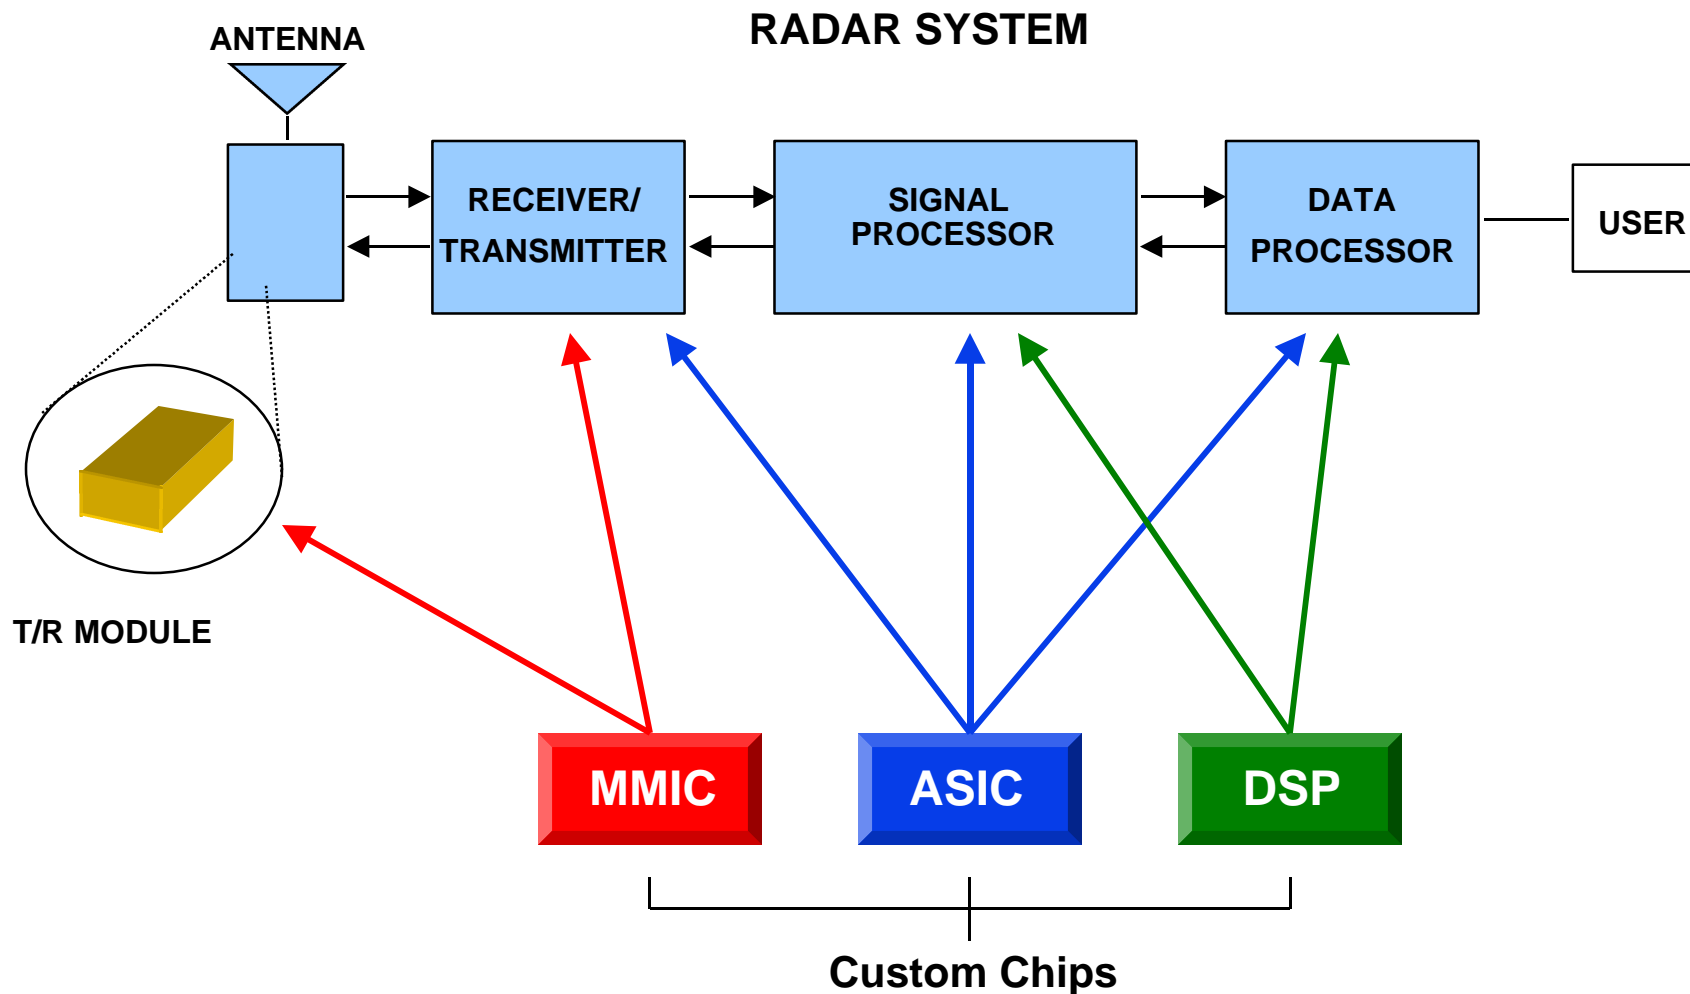 RADAR SYSTEM
ANTENNA
RECEIVER/
TRANSMITTER
SIGNAL
PROCESSOR
DATA
PROCESSOR
USER
T/R MODULE
MMIC
ASIC
DSP
Custom Chips